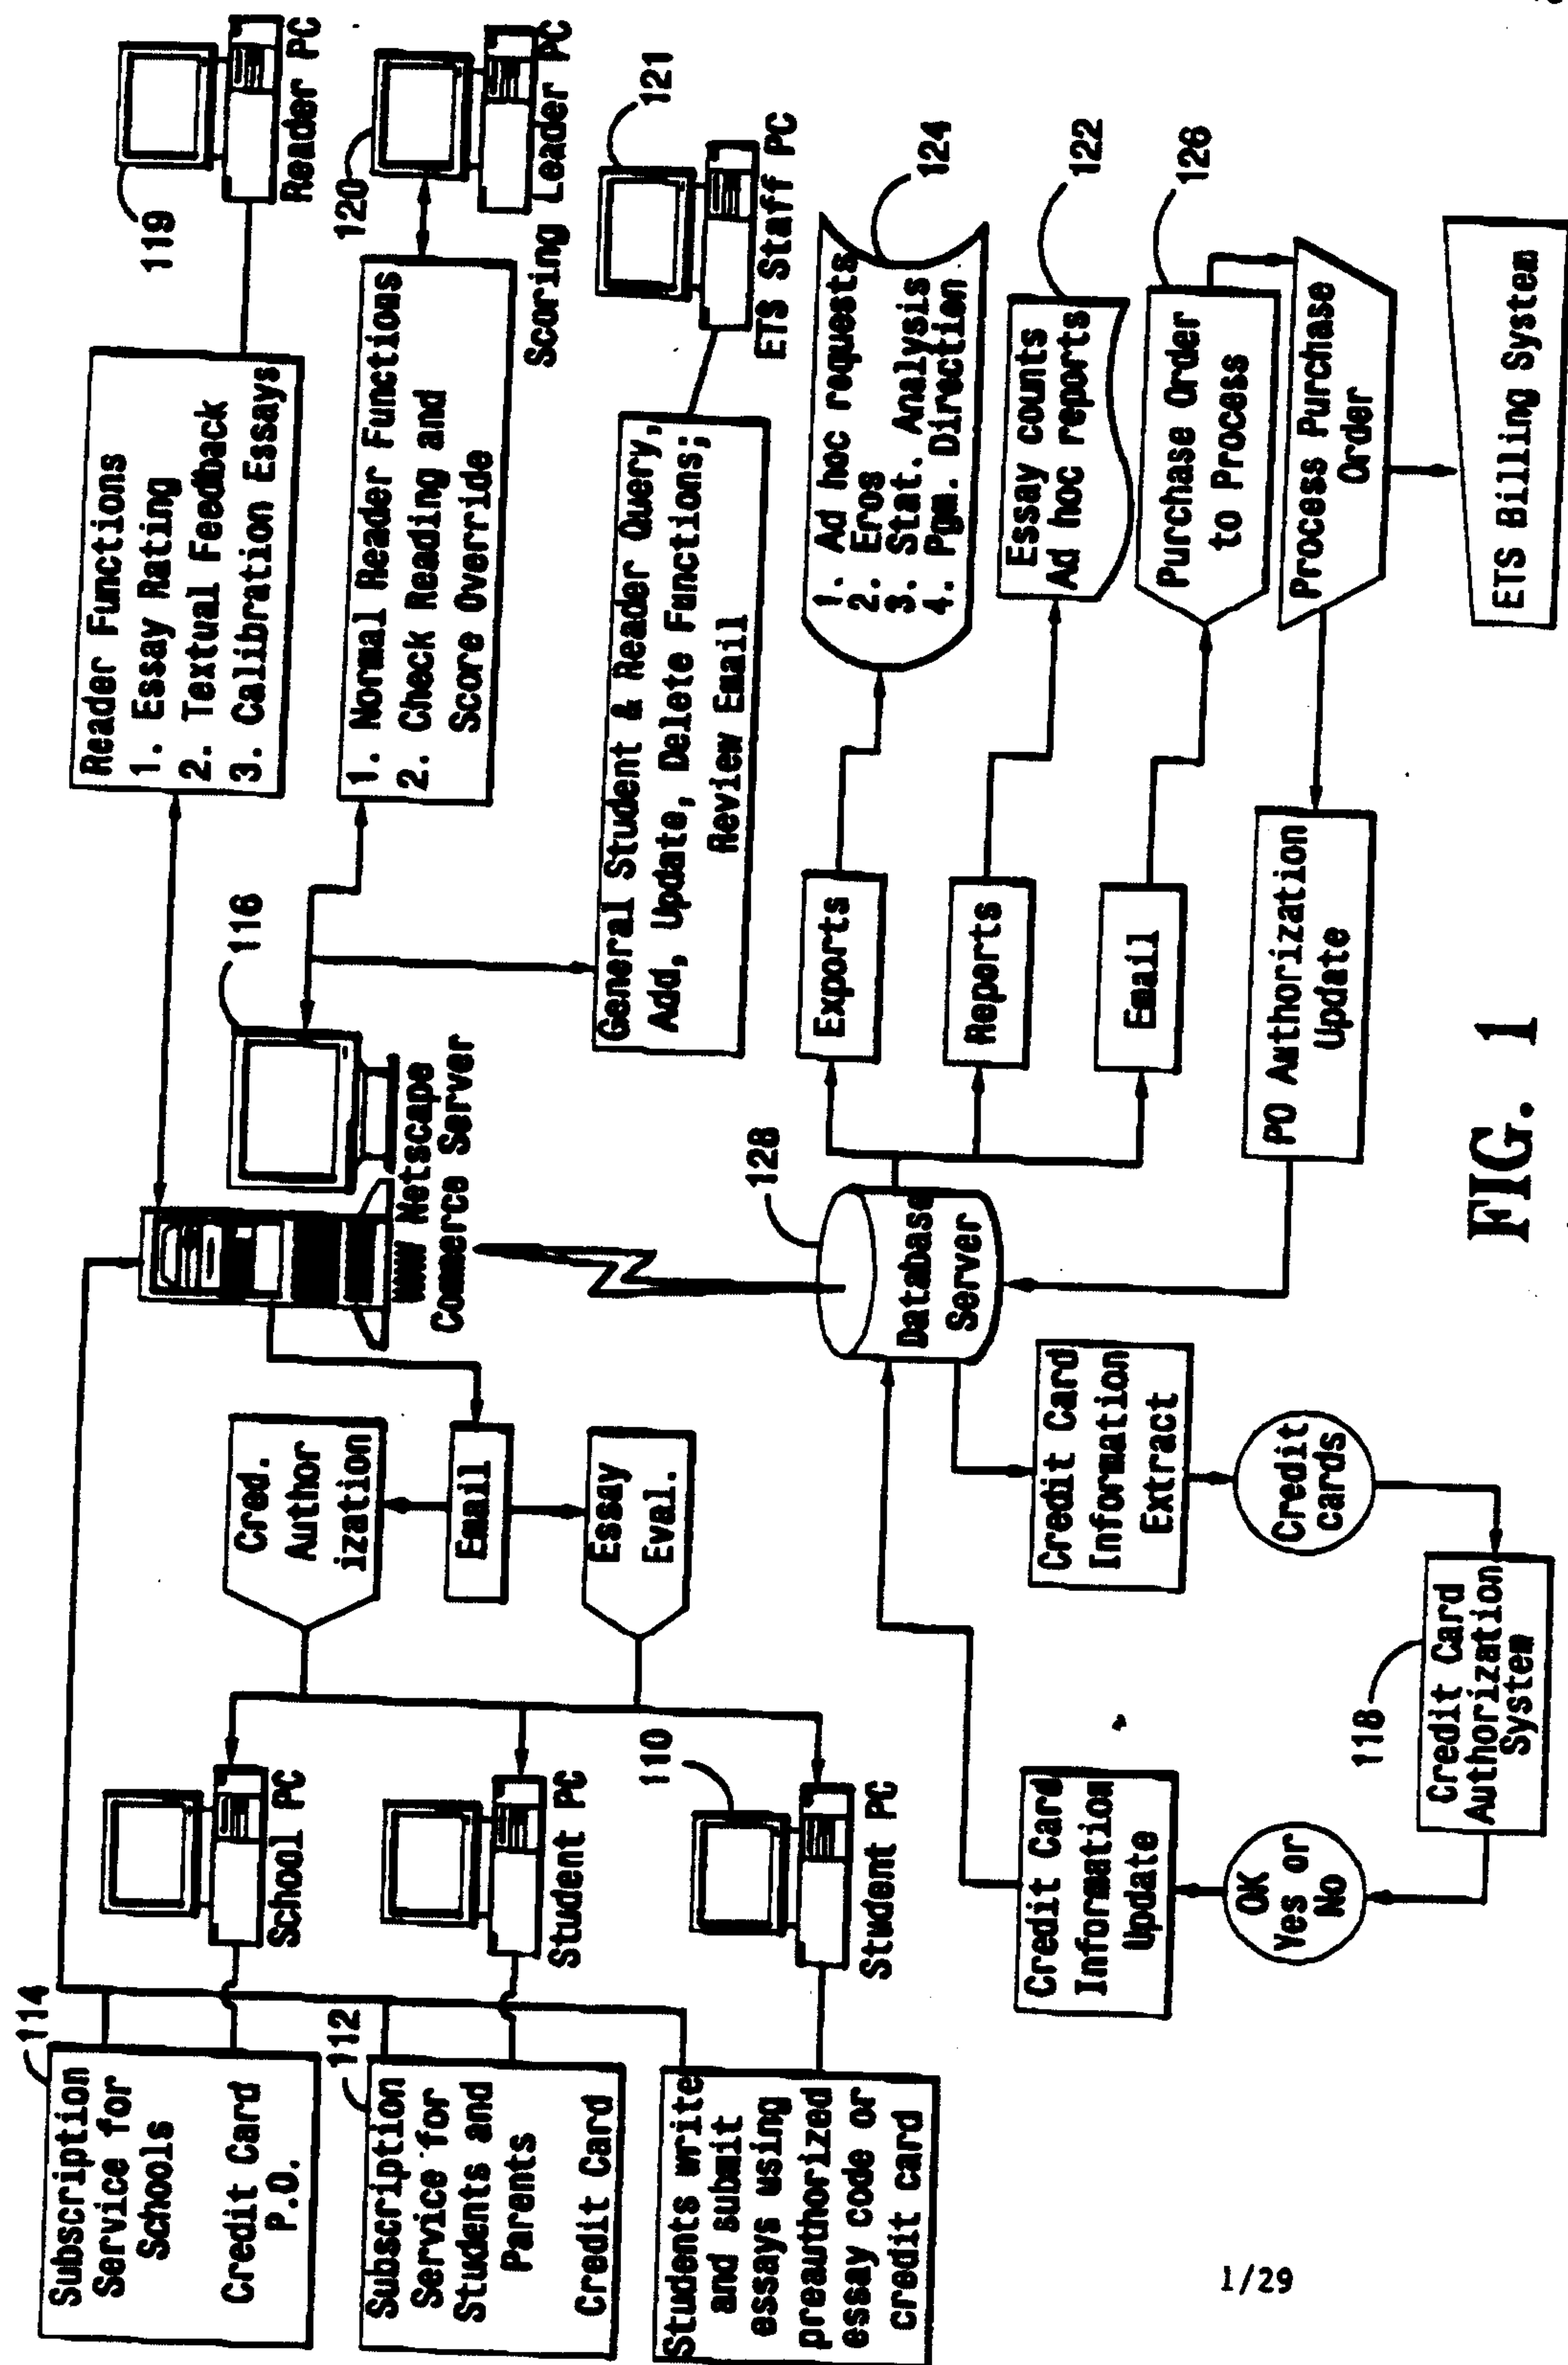 114
Subscription
Service for
Schools
Credit Card
P.O.
112
Subscription
Service for
Students and
Parents
Credit Card
Students write
and submit
essays using
preauthorized
essay code or
credit card
School PC
Student PC
110
Student PC
Cred.
Author
ization
Email
Essay
Eval.
116
WWW Netscape
Commerce Server
Reader Functions
1. Essay Rating
2. Textual Feedback
3. Calibration Essays
119
Reader PC
1. Normal Reader Functions
2. Check Reading and
Score Override
120
Scoring Leader PC
General Student & Reader Query,
Add, Update, Delete Functions;
Review Email
121
ETS Staff PC
128
Database
Server
Exports
Reports
Email
1. Ad hoc requests
2. Eros
3. Stat. Analysis
4. Pgm. Direction
124
Essay counts
Ad hoc reports
122
Purchase Order
to Process
126
Process Purchase
Order
ETS Billing System
PO Authorization
Update
Credit Card
Information
Extract
Credit
cards
118
Credit Card
Authorization
System
OK
Yes or
No
Credit Card
Information
Update
FIG. 1
1/29